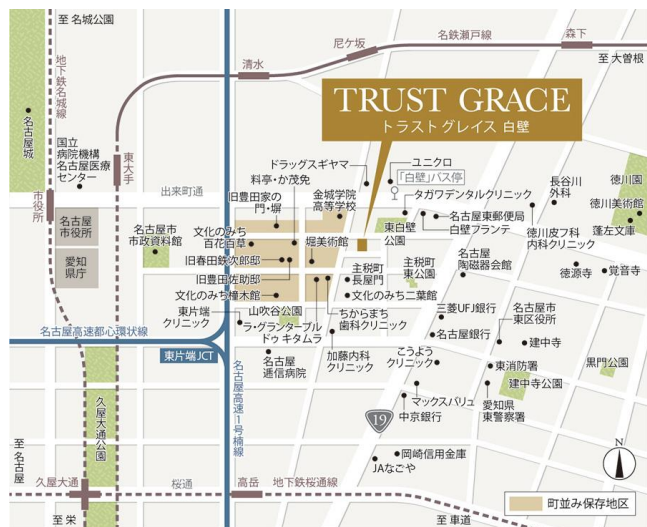 至 名城公園
尼ケ坂
名鉄瀬戸線
森下
至 大曽根
清水
地下鉄名城線
名古屋城
国立
病院機構
名古屋医療
センター
東大手
市役所
出来町通
名古屋
市役所
愛知
県庁
名古屋市
市政資料館
TRUST GRACE
トラスト グレイス 白壁
ドラッグスギヤマ
ユニクロ
「白壁」バス停
料亭・か茂免
旧豊田家の
門・塀
金城学院
高等学校
タガワデンタルクリニック
名古屋東郵便局
白壁ブランチ
長谷川
外科
徳川園
徳川美術館
蓬左文庫
徳川皮フ科
内科クリニック
文化のみち
百花百草
堀美術館
東白壁
公園
旧春田鉄次郎邸
旧豊田佐助邸
文化のみち橦木館
主税町
長屋門
主税町
東公園
名古屋
陶磁器会館
徳源寺
覚音寺
文化のみち二葉館
山吹谷公園
東片端
クリニック
ラ・グランターブル
ドゥ キタムラ
ちからまち
歯科クリニック
三菱UFJ銀行
名古屋市
東区役所
名古屋高速都心環状線
東片端JCT
名古屋
逓信病院
加藤内科
クリニック
名古屋銀行
こうよう
クリニック
建中寺
東消防署
建中寺公園
黒門公園
マックスバリュ
中京銀行
愛知県
東警察署
名古屋高速1号楠線
久屋大通公園
19
岡崎信用金庫
JAなごや
N
至 名古屋
久屋大通
桜通
高岳
地下鉄桜通線
町並み保存地区
至 栄
至 車道